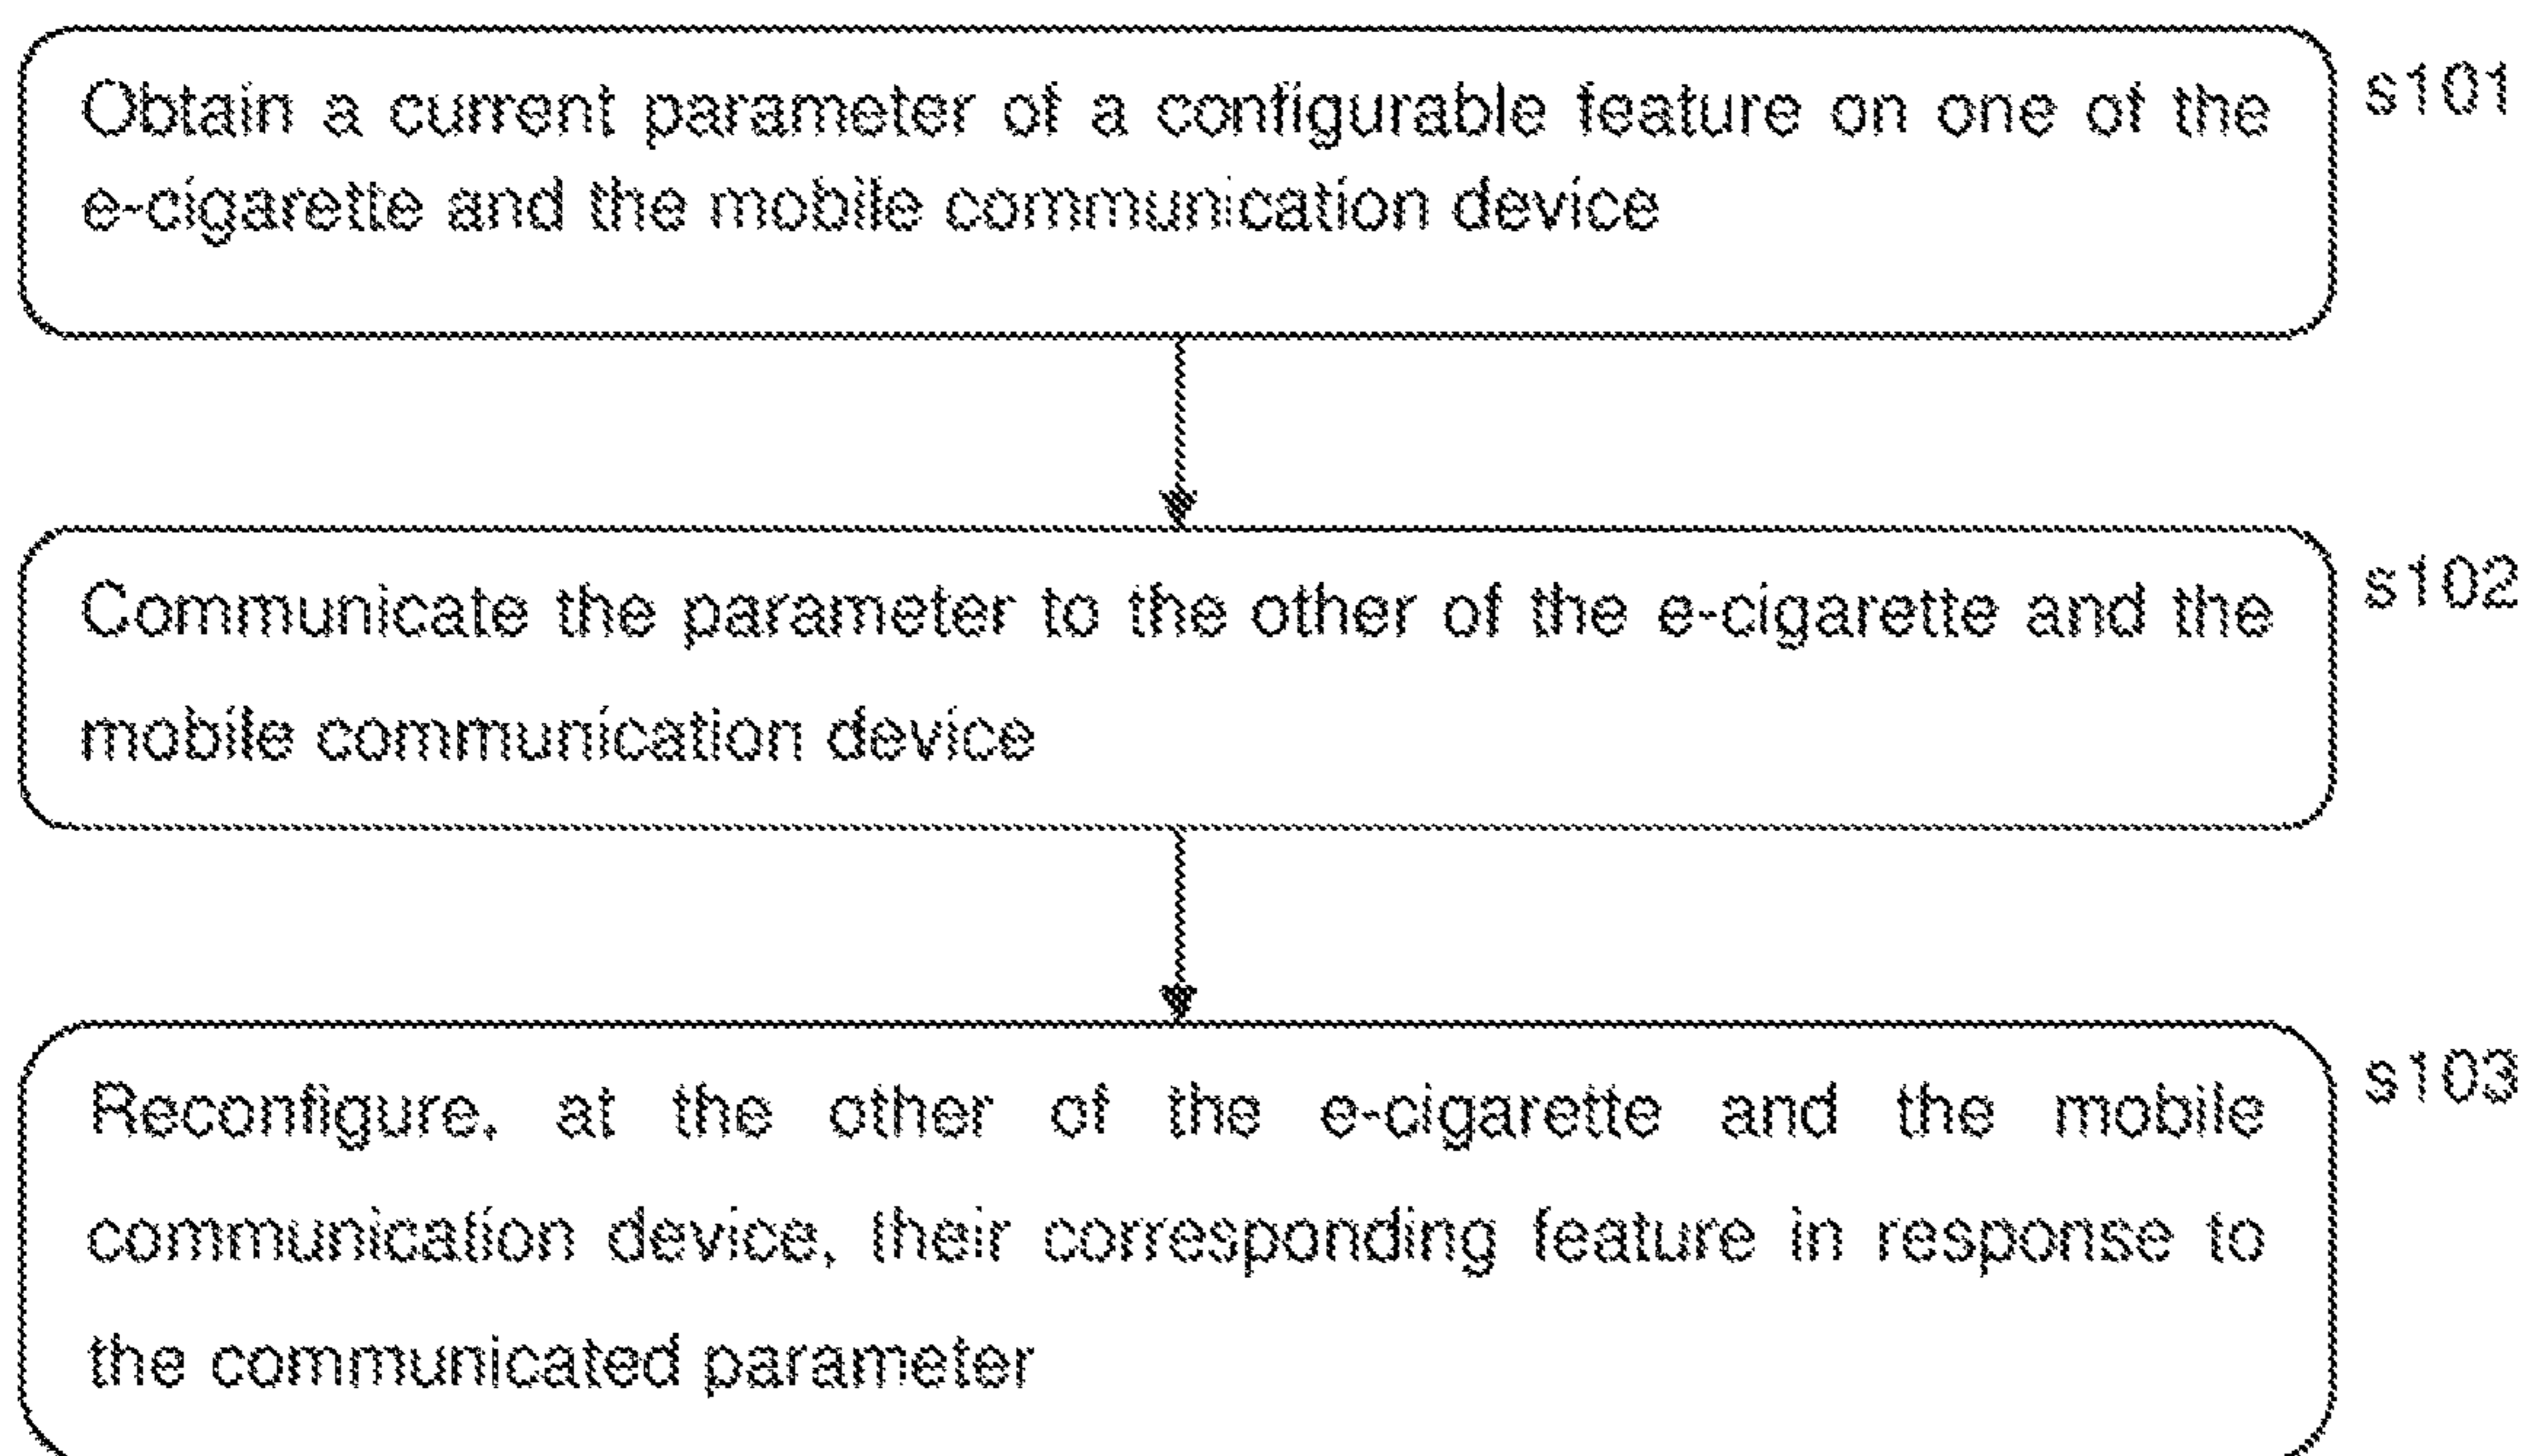 Obtain a current parameter of a configurable feature on one of the
e-cigarette and the mobile communication device
s101
Communicate the parameter to the other of the e-cigarette and the
mobile communication device
s102
Reconfigure, at the other of the e-cigarette and the mobile
communication device, their corresponding feature in response to
the communicated parameter
s103